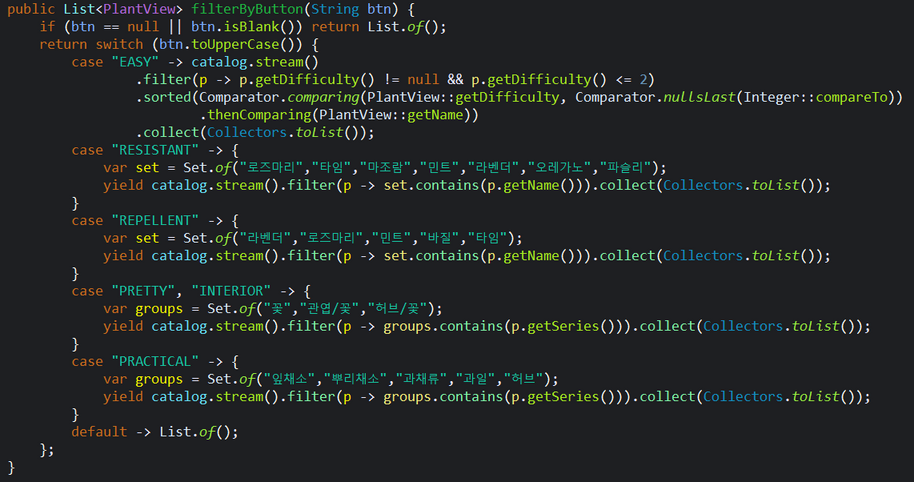 public List<PlantView> filterByButton(String btn) {
    if (btn == null || btn.isBlank()) return List.of();
    return switch (btn.toUpperCase()) {
        case "EASY" -> catalog.stream()
                .filter(p -> p.getDifficulty() != null && p.getDifficulty() <= 2)
                .sorted(Comparator.comparing(PlantView::getDifficulty, Comparator.nullsLast(Integer::compareTo))
                        .thenComparing(PlantView::getName))
                .collect(Collectors.toList());
        case "RESISTANT" -> {
            var set = Set.of("로즈마리","타임","마조람","민트","라벤더","오레가노","파슬리");
            yield catalog.stream().filter(p -> set.contains(p.getName())).collect(Collectors.toList());
        }
        case "REPELLENT" -> {
            var set = Set.of("라벤더","로즈마리","민트","바질","타임");
            yield catalog.stream().filter(p -> set.contains(p.getName())).collect(Collectors.toList());
        }
        case "PRETTY", "INTERIOR" -> {
            var groups = Set.of("꽃","관엽/꽃","허브/꽃");
            yield catalog.stream().filter(p -> groups.contains(p.getSeries())).collect(Collectors.toList());
        }
        case "PRACTICAL" -> {
            var groups = Set.of("잎채소","뿌리채소","과채류","과일","허브");
            yield catalog.stream().filter(p -> groups.contains(p.getSeries())).collect(Collectors.toList());
        }
        default -> List.of();
    };
}